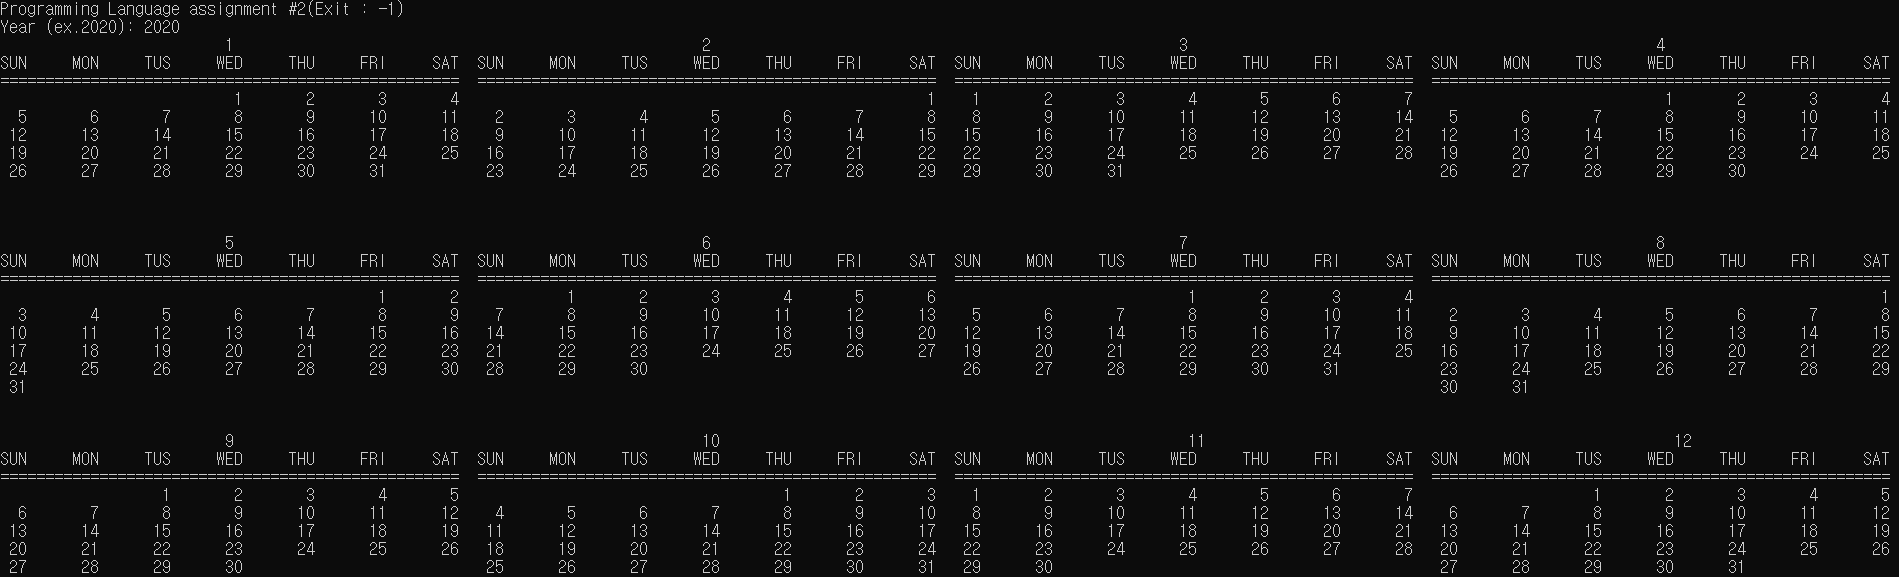 Programming Language assignment #2(Exit : -1)
Year (ex.2020): 2020
1 2 3 4
SUN MON TUS WED THU FRI SAT SUN MON TUS WED THU FRI SAT SUN MON TUS WED THU FRI SAT SUN MON TUS WED THU FRI SAT
================================================================================
1 2 3 4 1 1 2 3 4 5 6 7 1 2 3 4
5 6 7 8 9 10 11 2 3 4 5 6 7 8 8 9 10 11 12 13 14 5 6 7 8 9 10 11
12 13 14 15 16 17 18 9 10 11 12 13 14 15 15 16 17 18 19 20 21 12 13 14 15 16 17 18
19 20 21 22 23 24 25 16 17 18 19 20 21 22 22 23 24 25 26 27 28 19 20 21 22 23 24 25
26 27 28 29 30 31 23 24 25 26 27 28 29 29 30 31 26 27 28 29 30
5 6 7 8
SUN MON TUS WED THU FRI SAT SUN MON TUS WED THU FRI SAT SUN MON TUS WED THU FRI SAT SUN MON TUS WED THU FRI SAT
================================================================================
1 2 1 2 3 4 5 6 1 2 3 4 1
3 4 5 6 7 8 9 7 8 9 10 11 12 13 5 6 7 8 9 10 11 2 3 4 5 6 7 8
10 11 12 13 14 15 16 14 15 16 17 18 19 20 12 13 14 15 16 17 18 9 10 11 12 13 14 15
17 18 19 20 21 22 23 21 22 23 24 25 26 27 19 20 21 22 23 24 25 16 17 18 19 20 21 22
24 25 26 27 28 29 30 28 29 30 26 27 28 29 30 31 23 24 25 26 27 28 29
31 30 31
9 10 11 12
SUN MON TUS WED THU FRI SAT SUN MON TUS WED THU FRI SAT SUN MON TUS WED THU FRI SAT SUN MON TUS WED THU FRI SAT
================================================================================
1 2 3 4 5 1 2 3 1 2 3 4 5 6 7 1 2 3 4 5
6 7 8 9 10 11 12 4 5 6 7 8 9 10 8 9 10 11 12 13 14 6 7 8 9 10 11 12
13 14 15 16 17 18 19 11 12 13 14 15 16 17 15 16 17 18 19 20 21 13 14 15 16 17 18 19
20 21 22 23 24 25 26 18 19 20 21 22 23 24 22 23 24 25 26 27 28 20 21 22 23 24 25 26
27 28 29 30 25 26 27 28 29 30 31 29 30 27 28 29 30 31